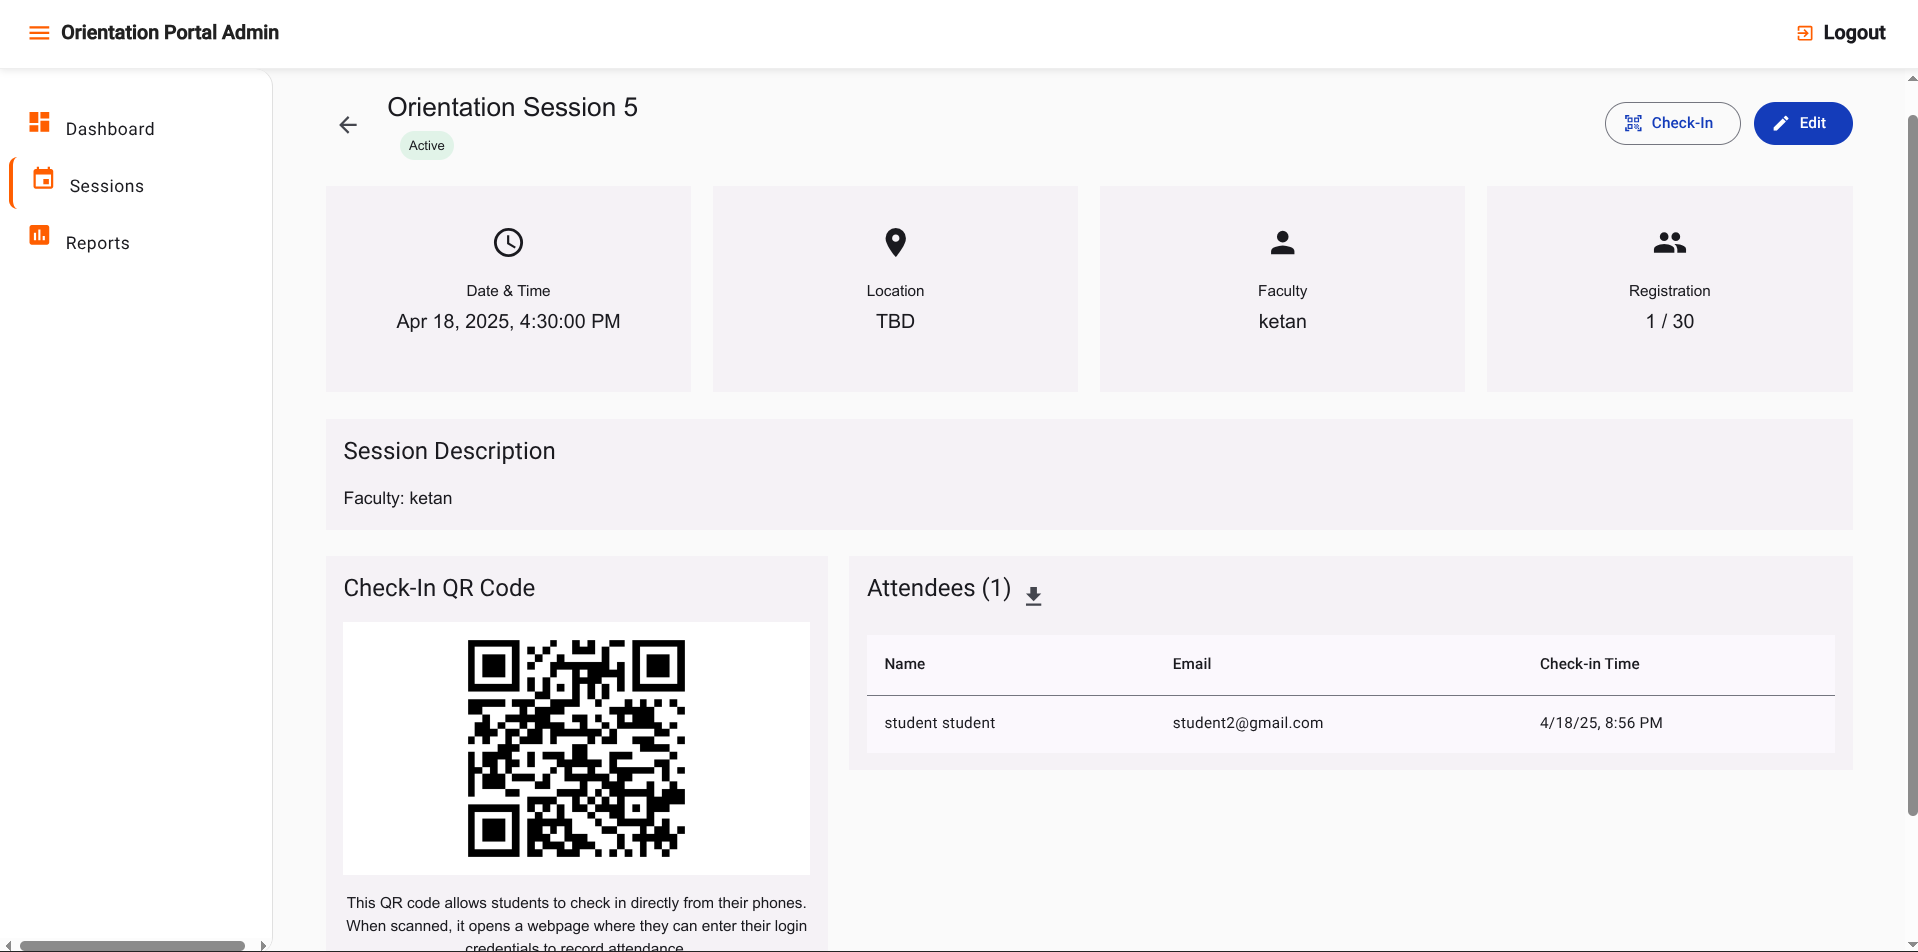 Orientation Portal Admin
Logout
Dashboard
Sessions
Reports
Orientation Session 5
Active
Check-In
Edit
Date & Time
Apr 18, 2025, 4:30:00 PM
Location
TBD
Faculty
ketan
Registration
1 / 30
Session Description
Faculty: ketan
Check-In QR Code
This QR code allows students to check in directly from their phones.
When scanned, it opens a webpage where they can enter their login
credentials to record attendance.
Attendees (1)
Name Email Check-in Time
student student student2@gmail.com 4/18/25, 8:56 PM